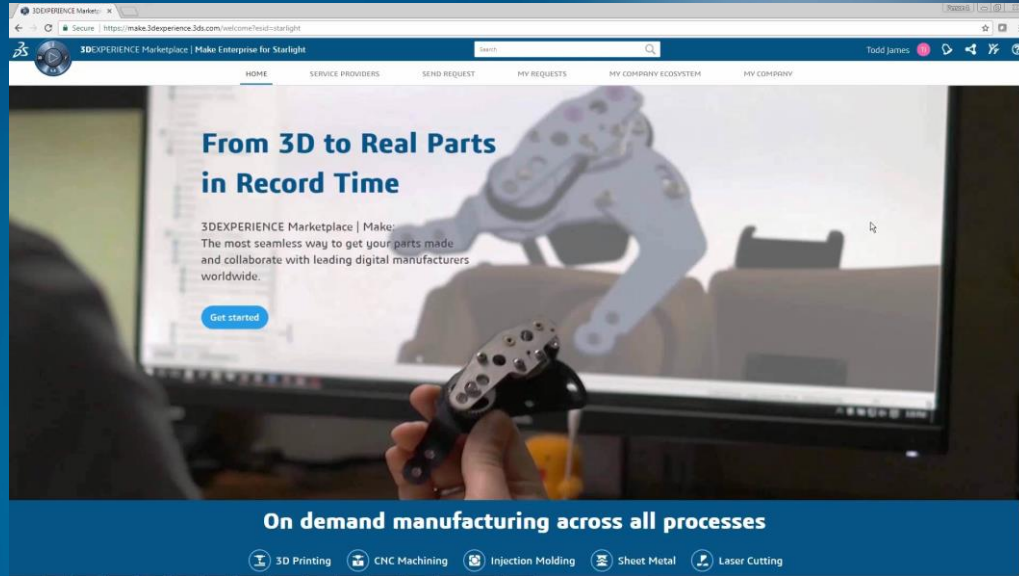 3DEXPERIENCE Marketp
Secure | https://make.3dexperience.3ds.com/welcome?esid=starlight
3DEXPERIENCE Marketplace | Make Enterprise for Starlight
Search
Todd James
HOME SERVICE PROVIDERS SEND REQUEST MY REQUESTS MY COMPANY ECOSYSTEM MY COMPANY
From 3D to Real Parts
in Record Time
3DEXPERIENCE Marketplace | Make:
The most seamless way to get your parts made
and collaborate with leading digital manufacturers
worldwide.
Get started
On demand manufacturing across all processes
3D Printing CNC Machining Injection Molding Sheet Metal Laser Cutting